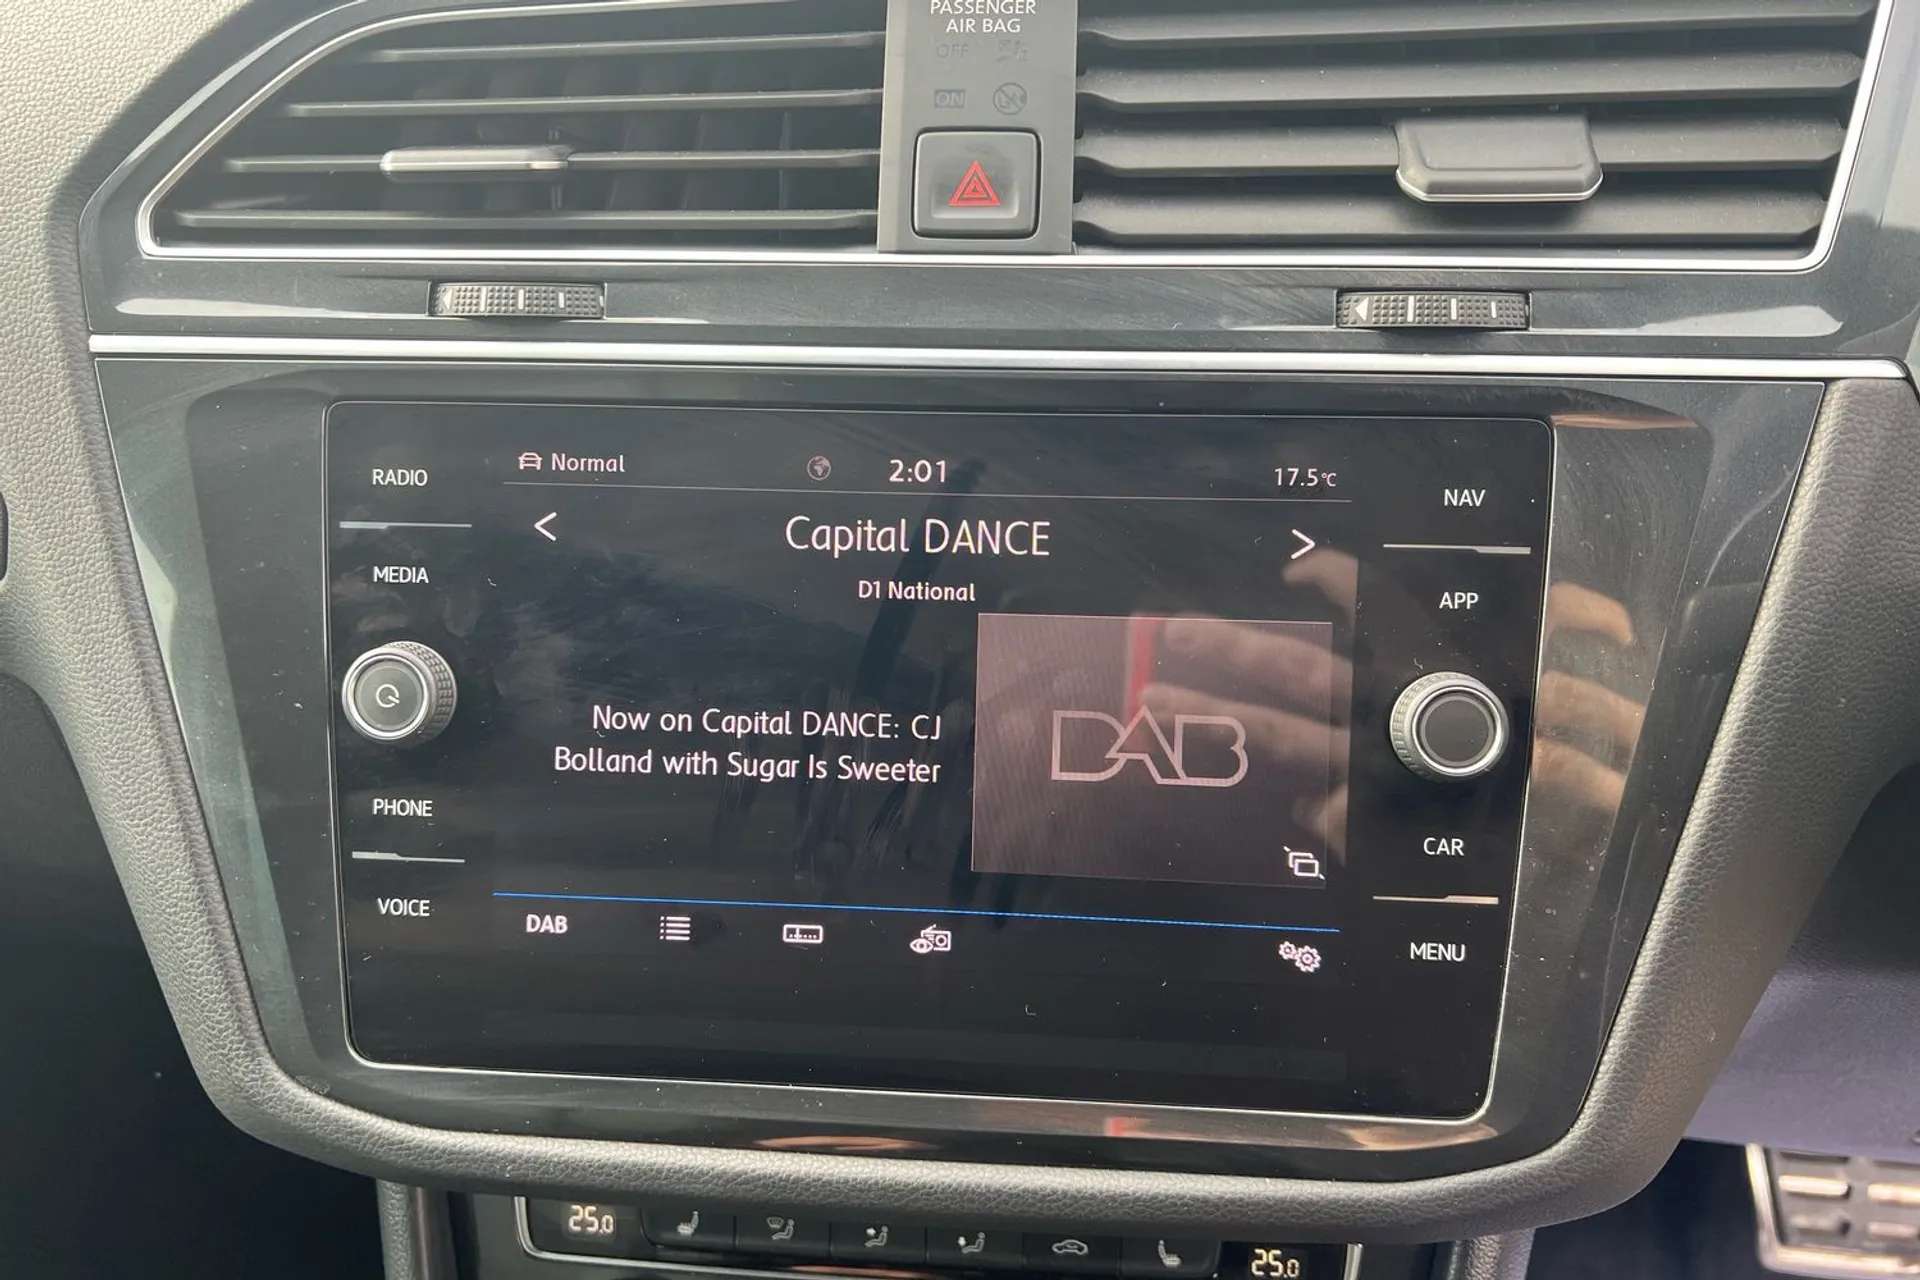 PASSENGER
AIR BAG
OFF
ON
RADIO
MEDIA
PHONE
VOICE
Normal
2:01
17.5°C
Capital DANCE
D1 National
Now on Capital DANCE: CJ
Bolland with Sugar Is Sweeter
DAB
DAB
NAV
APP
CAR
MENU
25.0
25.0